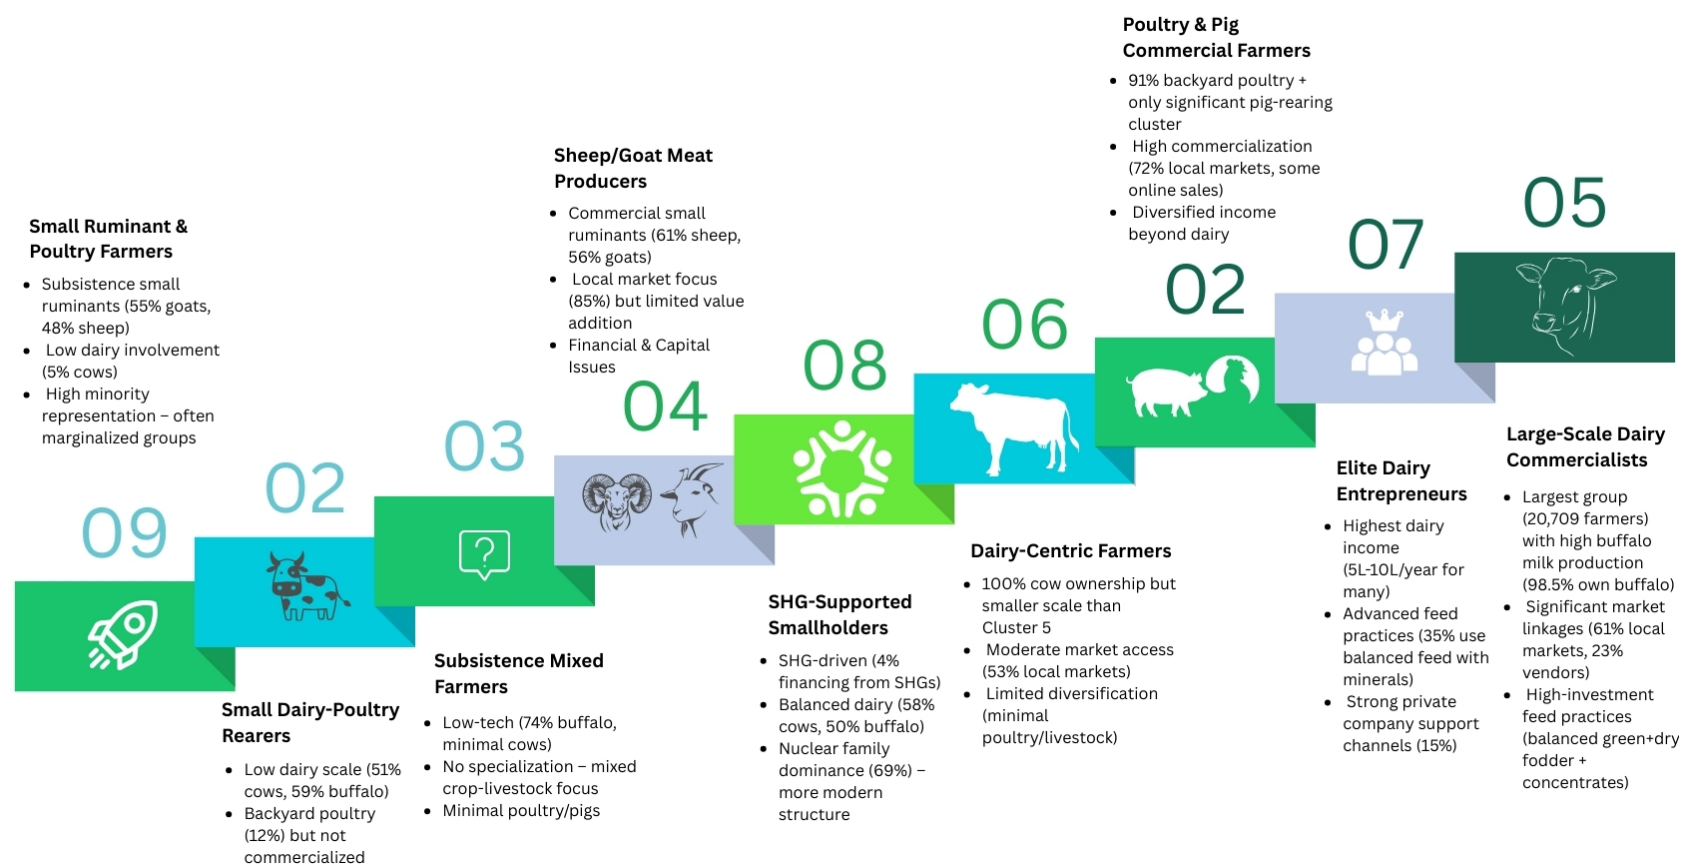 Small Ruminant &
Poultry Farmers
• Subsistence small
ruminants (55% goats,
48% sheep)
• Low dairy involvement
(5% cows)
• High minority
representation – often
marginalized groups
09
02
Small Dairy-Poultry
Rearers
• Low dairy scale (51%
cows, 59% buffalo)
• Backyard poultry
(12%) but not
commercialized
03
?
Subsistence Mixed
Farmers
• Low-tech (74% buffalo,
minimal cows)
• No specialization – mixed
crop-livestock focus
• Minimal poultry/pigs
Sheep/Goat Meat
Producers
• Commercial small
ruminants (61% sheep,
56% goats)
• Local market focus
(85%) but limited value
addition
• Financial & Capital
Issues
04
08
SHG-Supported
Smallholders
• SHG-driven (4%
financing from SHGs)
• Balanced dairy (58%
cows, 50% buffalo)
• Nuclear family
dominance (69%) –
more modern
structure
06
Dairy-Centric Farmers
• 100% cow ownership but
smaller scale than
Cluster 5
• Moderate market access
(53% local markets)
• Limited diversification
(minimal
poultry/livestock)
Poultry & Pig
Commercial Farmers
• 91% backyard poultry +
only significant pig-rearing
cluster
• High commercialization
(72% local markets, some
online sales)
• Diversified income
beyond dairy
02
07
Elite Dairy
Entrepreneurs
• Highest dairy
income
(5L-10L/year for
many)
• Advanced feed
practices (35% use
balanced feed with
minerals)
• Strong private
company support
channels (15%)
05
Large-Scale Dairy
Commercialists
• Largest group
(20,709 farmers)
with high buffalo
milk production
(98.5% own buffalo)
• Significant market
linkages (61% local
markets, 23%
vendors)
• High-investment
feed practices
(balanced green+dry
fodder +
concentrates)